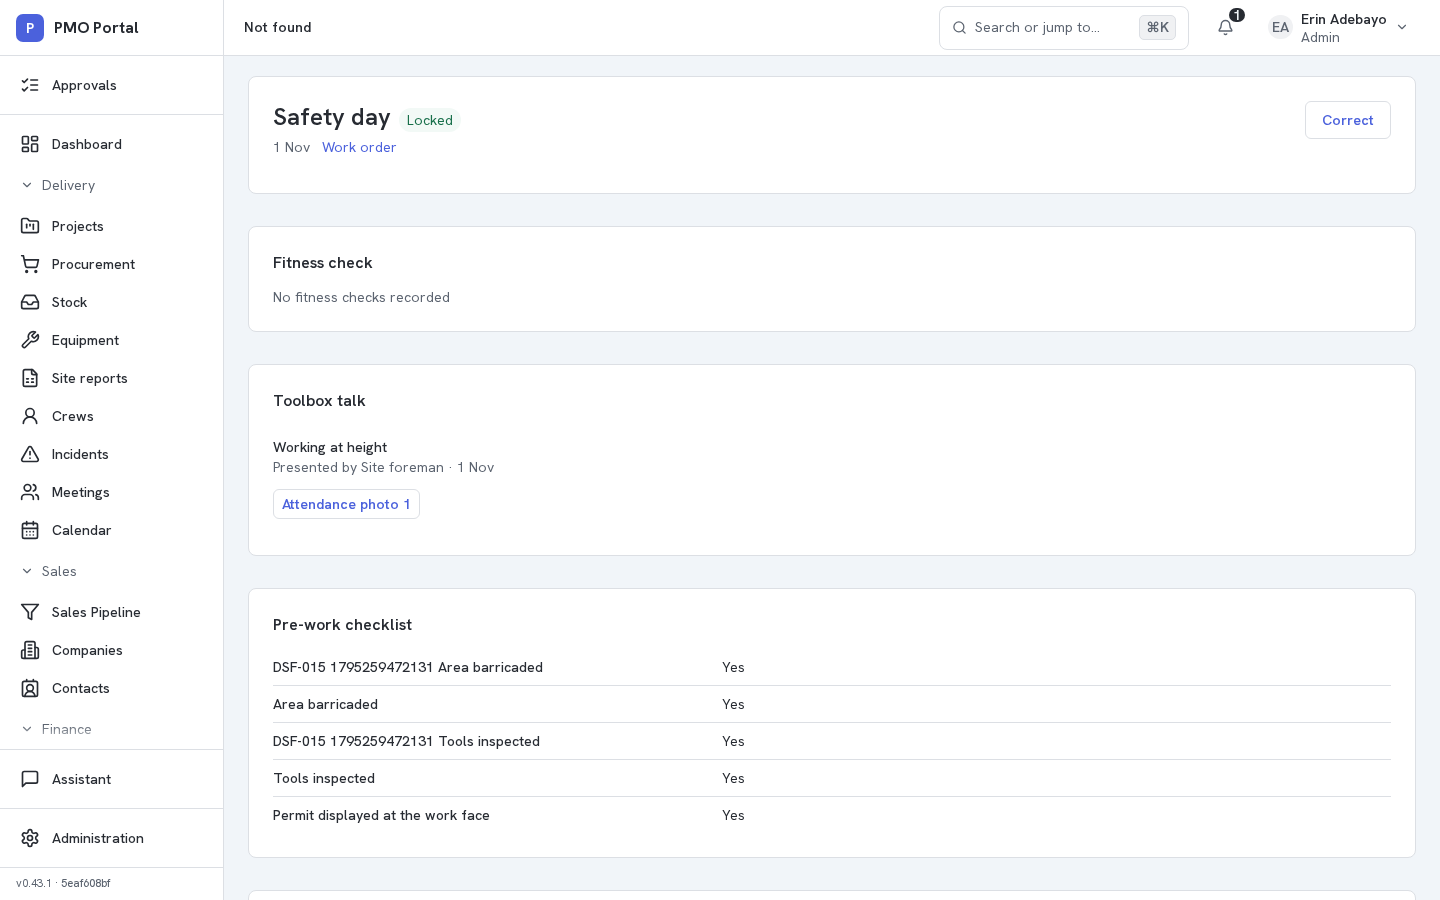 P PMO Portal
Not found
Search or jump to... ⌘K
1
EA Erin Adebayo
Admin
Approvals
Dashboard
Delivery
Projects
Procurement
Stock
Equipment
Site reports
Crews
Incidents
Meetings
Calendar
Sales
Sales Pipeline
Companies
Contacts
Finance
Assistant
Administration
v0.43.1 · 5eaf608bf
Safety day Locked
1 Nov Work order
Correct
Fitness check
No fitness checks recorded
Toolbox talk
Working at height
Presented by Site foreman · 1 Nov
Attendance photo 1
Pre-work checklist
DSF-015 1795259472131 Area barricaded Yes
Area barricaded Yes
DSF-015 1795259472131 Tools inspected Yes
Tools inspected Yes
Permit displayed at the work face Yes